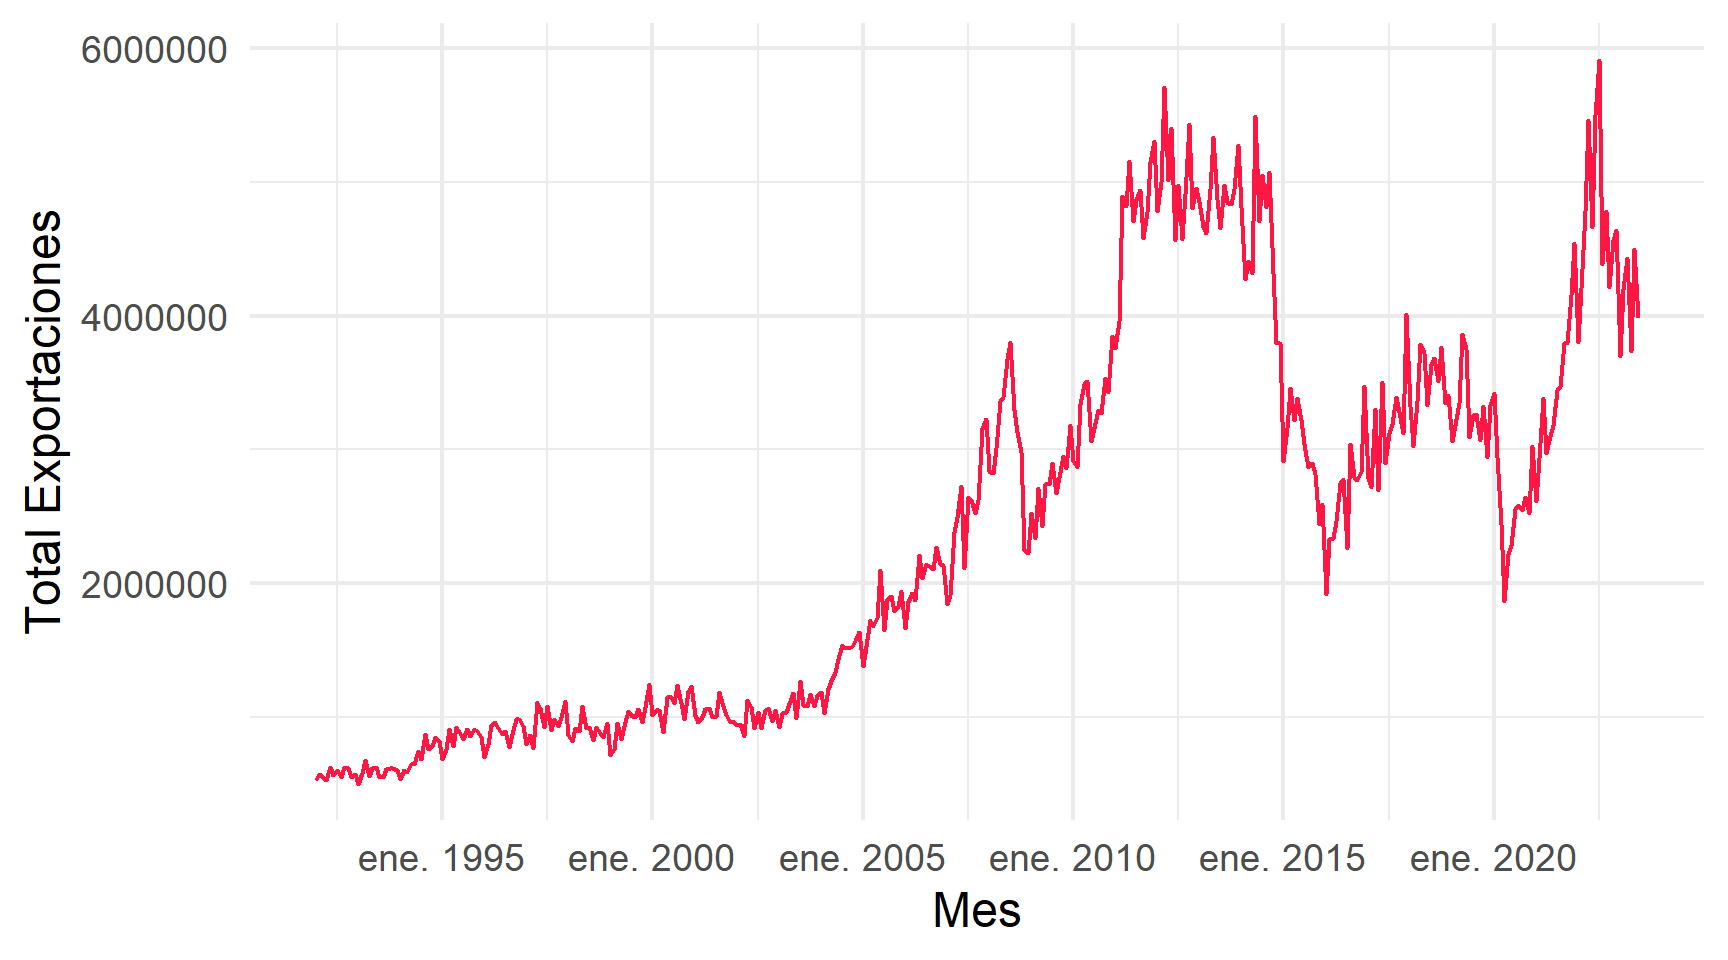 Total Exportaciones
6000000
4000000
2000000
ene. 1995 ene. 2000 ene. 2005 ene. 2010 ene. 2015 ene. 2020
Mes